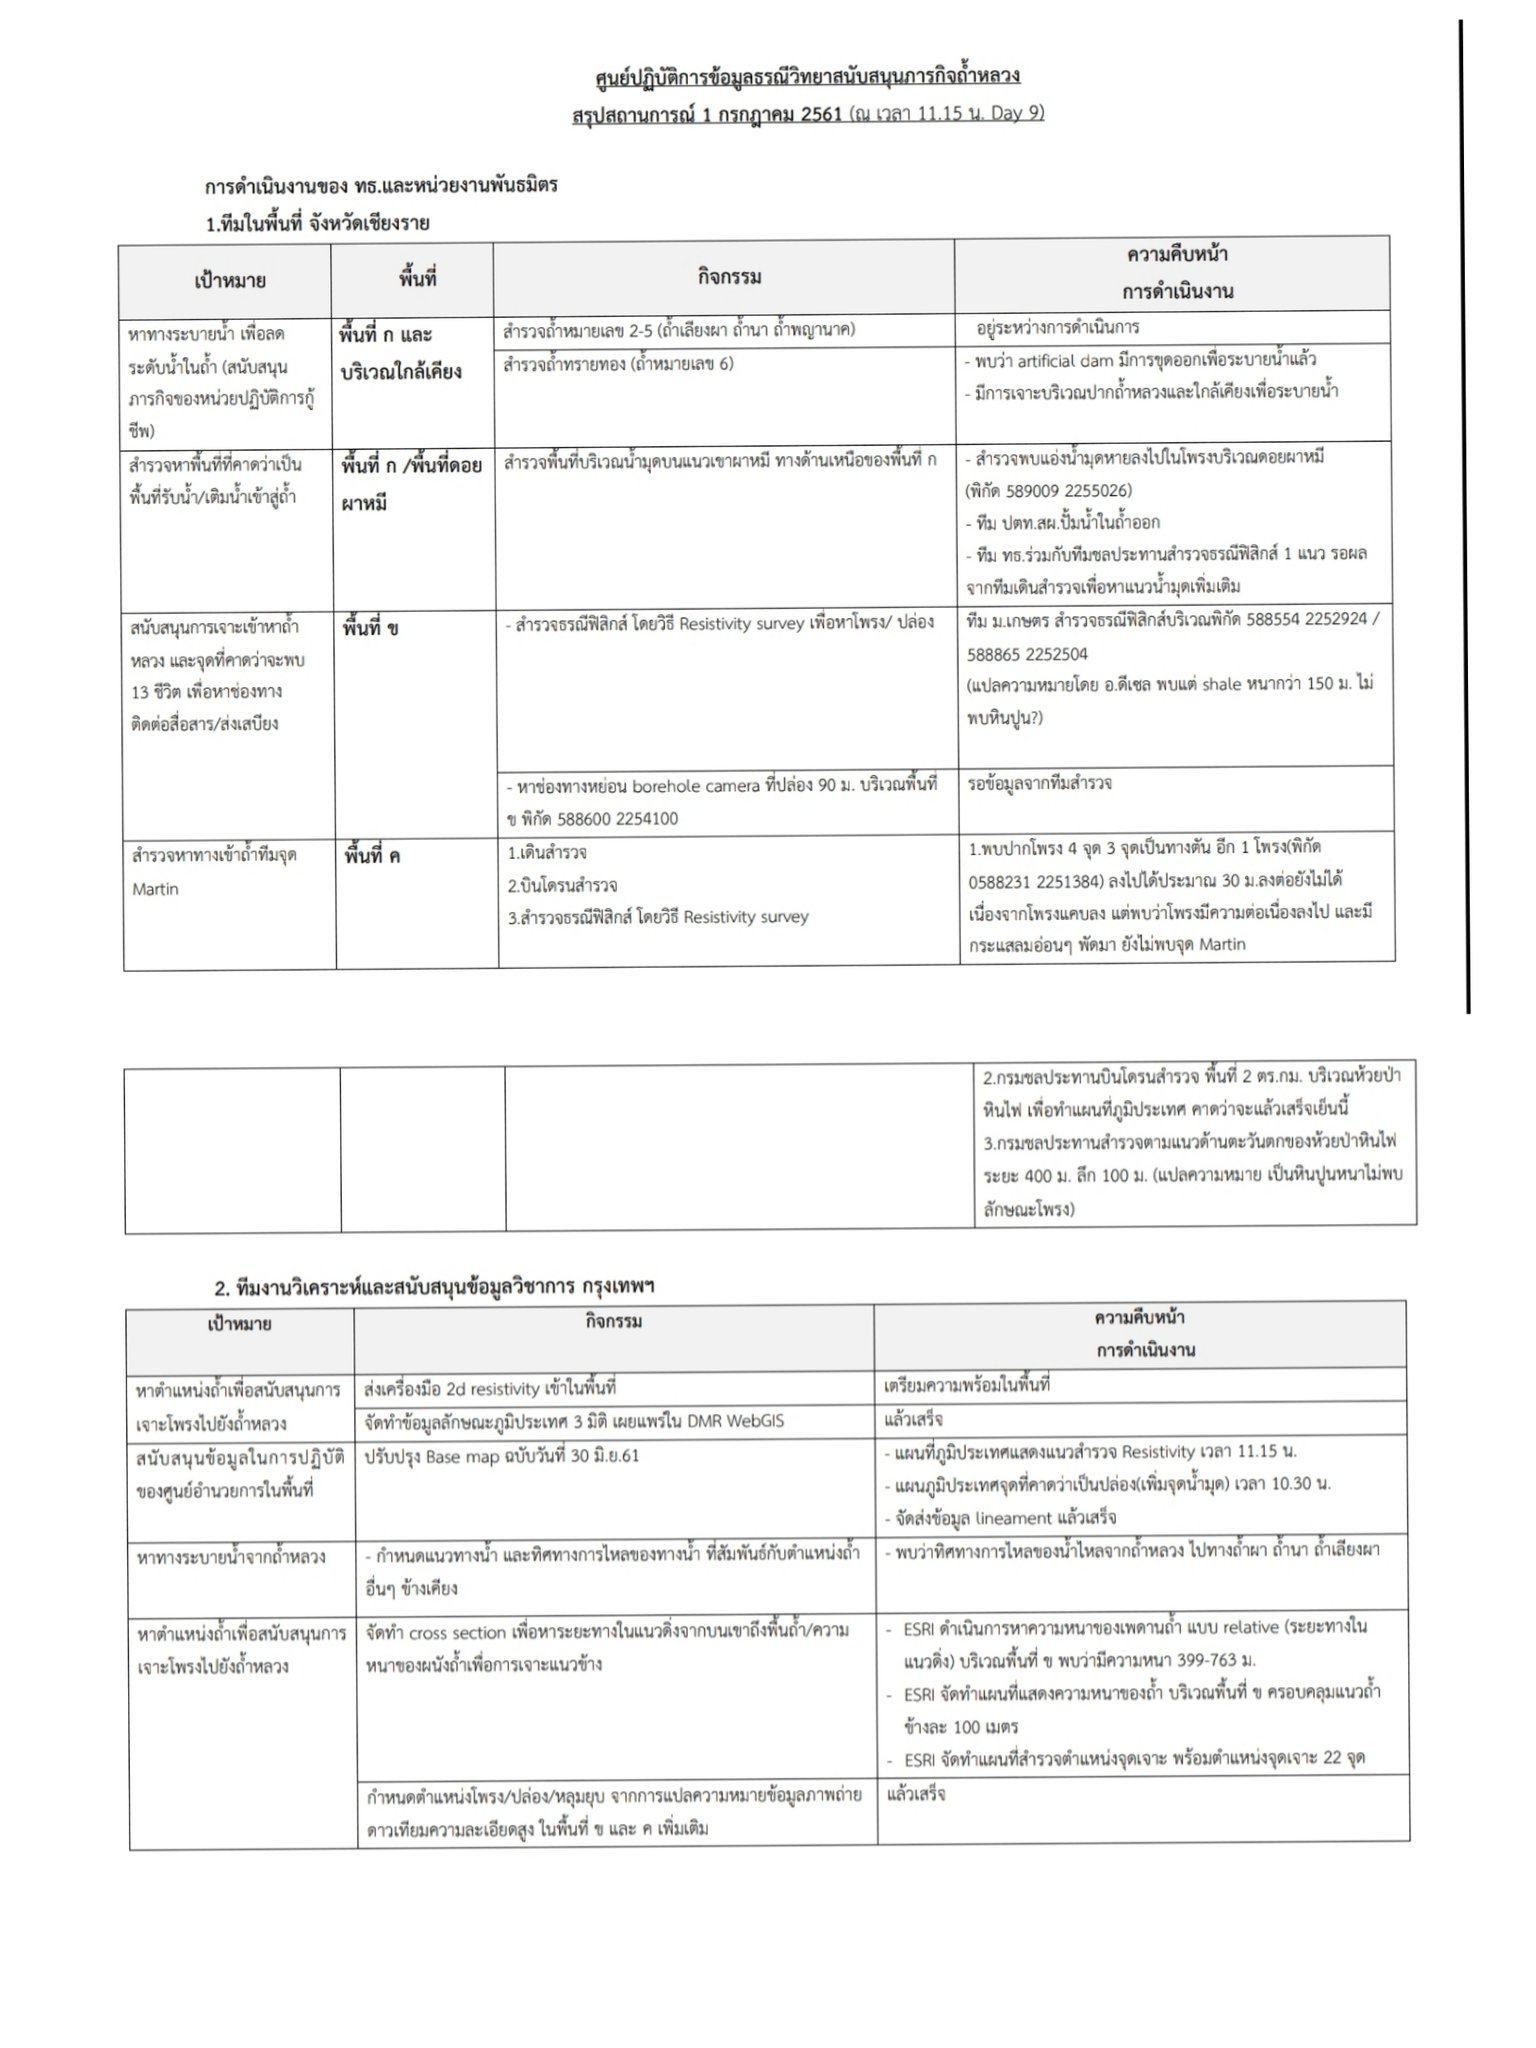 ศูนย์ปฏิบัติการข้อมูลธรณีวิทยาสนับสนุนภารกิจถ้ำหลวง
สรุปสถานการณ์ 1 กรกฎาคม 2561 (ณ เวลา 11.15 น. Day 9)
การดำเนินงานของ ทธ.และหน่วยงานพันธมิตร
1.ทีมในพื้นที่ จังหวัดเชียงราย
เป้าหมาย
พื้นที่
กิจกรรม
ความคืบหน้า
การดำเนินงาน
หาทางระบายน้ำ เพื่อลด
ระดับน้ำในถ้ำ (สนับสนุน
ภารกิจของหน่วยปฏิบัติการกู้
ชีพ)
พื้นที่ ก และ
บริเวณใกล้เคียง
สำรวจถ้ำหมายเลข 2-5 (ถ้ำเลียงผา ถ้ำนา ถ้ำพญานาค)
อยู่ระหว่างการดำเนินการ
สำรวจถ้ำทรายทอง (ถ้ำหมายเลข 6)
- พบว่า artificial dam มีการขุดออกเพื่อระบายน้ำแล้ว
- มีการเจาะบริเวณปากถ้ำหลวงและใกล้เคียงเพื่อระบายน้ำ
สำรวจหาพื้นที่ที่คาดว่าเป็น
พื้นที่รับน้ำ/เติมน้ำเข้าสู่ถ้ำ
พื้นที่ ก /พื้นที่ดอย
ผาหมี
สำรวจพื้นที่บริเวณน้ำมุดบนแนวเขาผาหมี ทางด้านเหนือของพื้นที่ ก
- สำรวจพบแอ่งน้ำมุดหายลงไปในโพรงบริเวณดอยผาหมี
(พิกัด 589009 2255026)
- ทีม ปตท.สผ.ปั้มน้ำในถ้ำออก
- ทีม ทธ.ร่วมกับทีมชลประทานสำรวจธรณีฟิสิกส์ 1 แนว รอผล
จากทีมเดินสำรวจเพื่อหาแนวน้ำมุดเพิ่มเติม
สนับสนุนการเจาะเข้าหาถ้ำ
หลวง และจุดที่คาดว่าจะพบ
13 ชีวิต เพื่อหาช่องทาง
ติดต่อสื่อสาร/ส่งเสบียง
พื้นที่ ข
- สำรวจธรณีฟิสิกส์ โดยวิธี Resistivity survey เพื่อหาโพรง/ ปล่อง
ทีม ม.เกษตร สำรวจธรณีฟิสิกส์บริเวณพิกัด 588554 2252924 /
588865 2252504
(แปลความหมายโดย อ.ดีเซล พบแต่ shale หนากว่า 150 ม. ไม่
พบหินปูน?)
- หาช่องทางหย่อน borehole camera ที่ปล่อง 90 ม. บริเวณพื้นที่
ข พิกัด 588600 2254100
รอข้อมูลจากทีมสำรวจ
สำรวจหาทางเข้าถ้ำทีมจุด
Martin
พื้นที่ ค
1.เดินสำรวจ
2.บินโดรนสำรวจ
3.สำรวจธรณีฟิสิกส์ โดยวิธี Resistivity survey
1.พบปากโพรง 4 จุด 3 จุดเป็นทางตัน อีก 1 โพรง(พิกัด
0588231 2251384) ลงไปได้ประมาณ 30 ม.ลงต่อยังไม่ได้
เนื่องจากโพรงแคบลง แต่พบว่าโพรงมีความต่อเนื่องลงไป และมี
กระแสลมอ่อนๆ พัดมา ยังไม่พบจุด Martin
2.กรมชลประทานบินโดรนสำรวจ พื้นที่ 2 ตร.กม. บริเวณห้วยป่า
หินไฟ เพื่อทำแผนที่ภูมิประเทศ คาดว่าจะแล้วเสร็จเย็นนี้
3.กรมชลประทานสำรวจตามแนวด้านตะวันตกของห้วยป่าหินไฟ
ระยะ 400 ม. ลึก 100 ม. (แปลความหมาย เป็นหินปูนหนาไม่พบ
ลักษณะโพรง)
2. ทีมงานวิเคราะห์และสนับสนุนข้อมูลวิชาการ กรุงเทพฯ
เป้าหมาย
กิจกรรม
ความคืบหน้า
การดำเนินงาน
หาตำแหน่งถ้ำเพื่อสนับสนุนการ
เจาะโพรงไปยังถ้ำหลวง
ส่งเครื่องมือ 2d resistivity เข้าในพื้นที่
เตรียมความพร้อมในพื้นที่
จัดทำข้อมูลลักษณะภูมิประเทศ 3 มิติ เผยแพร่ใน DMR WebGIS
แล้วเสร็จ
สนับสนุนข้อมูลในการปฏิบัติ
ของศูนย์อำนวยการในพื้นที่
ปรับปรุง Base map ฉบับวันที่ 30 มิ.ย.61
- แผนที่ภูมิประเทศแสดงแนวสำรวจ Resistivity เวลา 11.15 น.
- แผนภูมิประเทศจุดที่คาดว่าเป็นปล่อง(เพิ่มจุดน้ำมุด) เวลา 10.30 น.
- จัดส่งข้อมูล lineament แล้วเสร็จ
หาทางระบายน้ำจากถ้ำหลวง
- กำหนดแนวทางน้ำ และทิศทางการไหลของทางน้ำ ที่สัมพันธ์กับตำแหน่งถ้ำ
อื่นๆ ข้างเคียง
- พบว่าทิศทางการไหลของน้ำไหลจากถ้ำหลวง ไปทางถ้ำผา ถ้ำนา ถ้ำเลียงผา
หาตำแหน่งถ้ำเพื่อสนับสนุนการ
เจาะโพรงไปยังถ้ำหลวง
จัดทำ cross section เพื่อหาระยะทางในแนวดิ่งจากบนเขาถึงพื้นถ้ำ/ความ
หนาของผนังถ้ำเพื่อการเจาะแนวข้าง
- ESRI ดำเนินการหาความหนาของเพดานถ้ำ แบบ relative (ระยะทางใน
แนวดิ่ง) บริเวณพื้นที่ ข พบว่ามีความหนา 399-763 ม.
- ESRI จัดทำแผนที่แสดงความหนาของถ้ำ บริเวณพื้นที่ ข ครอบคลุมแนวถ้ำ
ข้างละ 100 เมตร
- ESRI จัดทำแผนที่สำรวจตำแหน่งจุดเจาะ พร้อมตำแหน่งจุดเจาะ 22 จุด
กำหนดตำแหน่งโพรง/ปล่อง/หลุมยุบ จากการแปลความหมายข้อมูลภาพถ่าย
ดาวเทียมความละเอียดสูง ในพื้นที่ ข และ ค เพิ่มเติม
แล้วเสร็จ